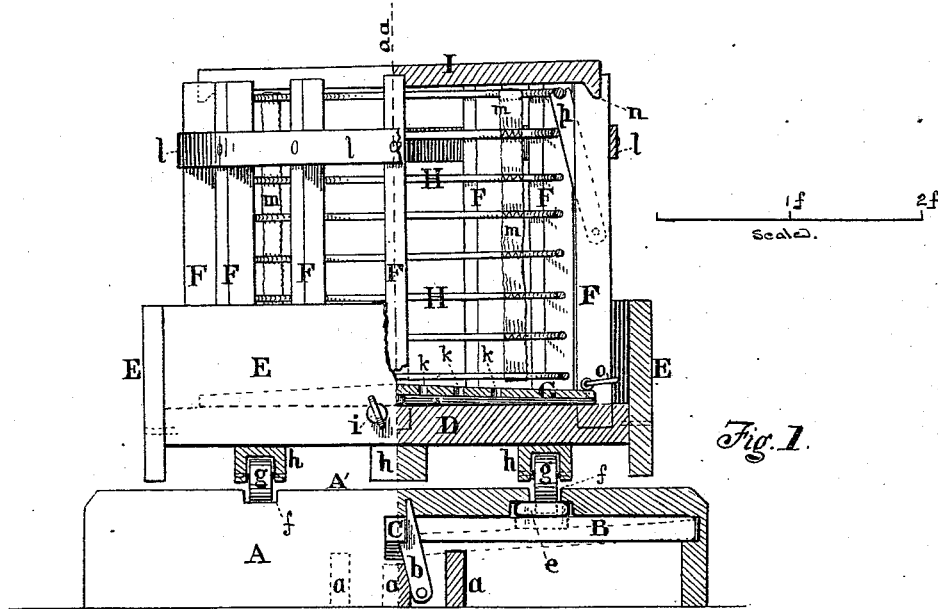 aa
I
m h n
l o l o l
H
m F F
m
F F F F H F
E E k k k G o E
i D
h g h h g f
A' f
C B
A b e
a a a
1f 2f
Scale.
Fig. 1.